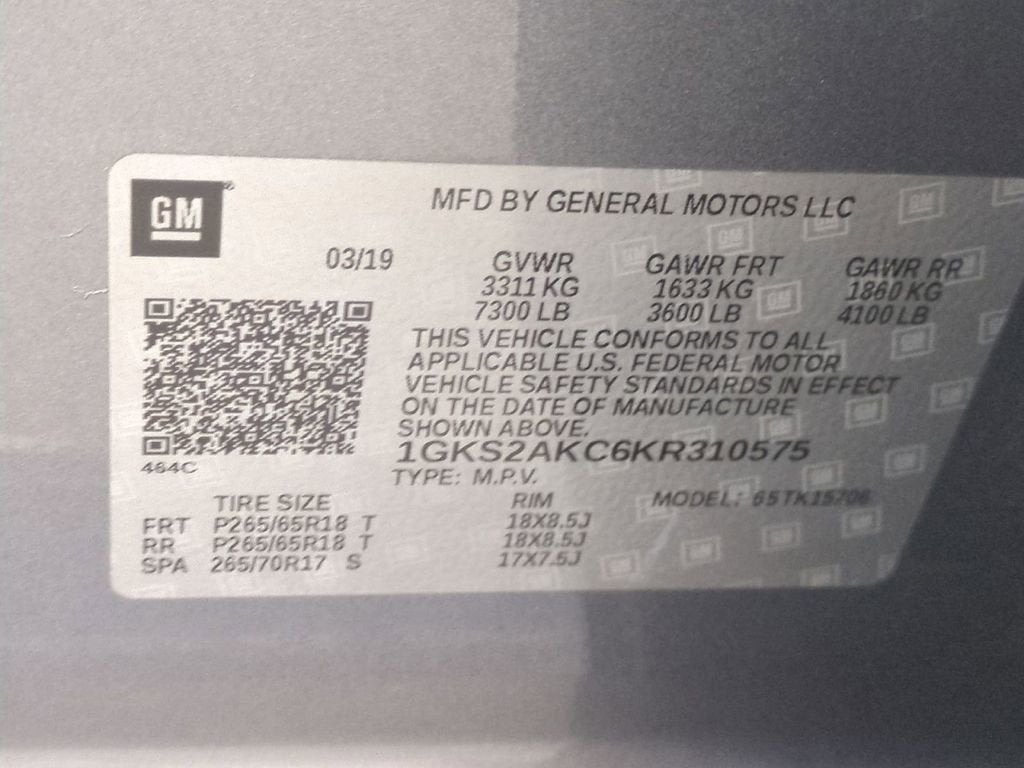 GM
MFD BY GENERAL MOTORS LLC
03/19 GVWR GAWR FRT GAWR RR
3311 KG 1633 KG 1860 KG
7300 LB 3600 LB 4100 LB
THIS VEHICLE CONFORMS TO ALL
APPLICABLE U.S. FEDERAL MOTOR
VEHICLE SAFETY STANDARDS IN EFFECT
ON THE DATE OF MANUFACTURE
SHOWN ABOVE.
1GKS2AKC6KR310575
464C
TYPE: M.P.V.
TIRE SIZE RIM MODEL: 65TK15706
FRT P265/65R18 T 18X8.5J
RR P265/65R18 T 18X8.5J
SPA 265/70R17 S 17X7.5J